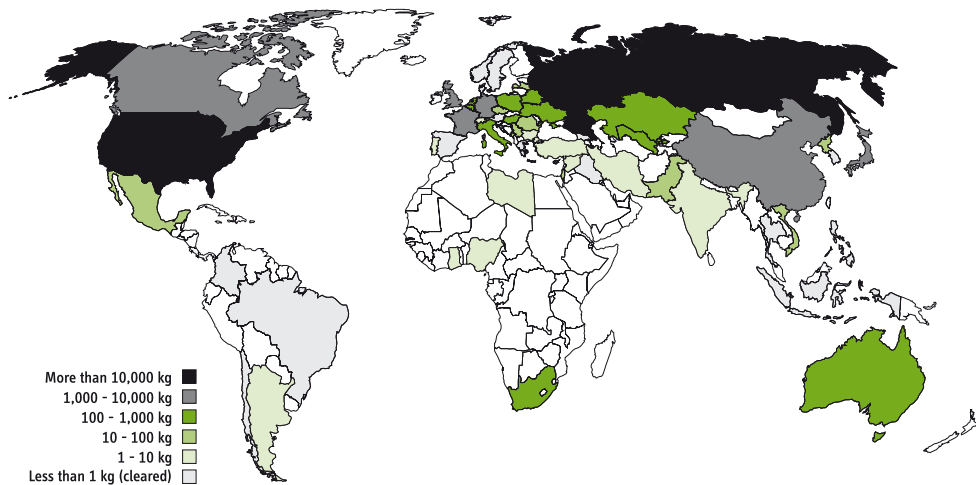 More than 10,000 kg
1,000 - 10,000 kg
100 - 1,000 kg
10 - 100 kg
1 - 10 kg
Less than 1 kg (cleared)